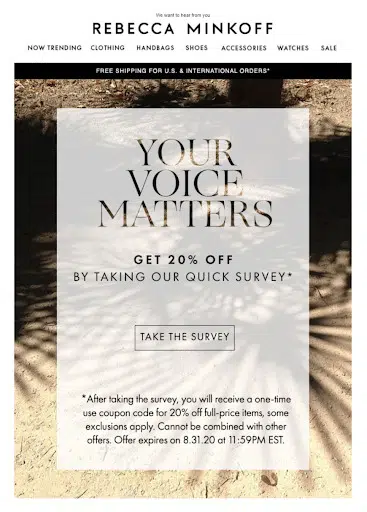 We want to hear from you
REBECCA MINKOFF
NOW TRENDING CLOTHING HANDBAGS SHOES ACCESSORIES WATCHES SALE
FREE SHIPPING FOR U.S. & INTERNATIONAL ORDERS*
YOUR
VOICE
MATTERS
GET 20% OFF
BY TAKING OUR QUICK SURVEY*
TAKE THE SURVEY
*After taking the survey, you will receive a one-time
use coupon code for 20% off full-price items, some
exclusions apply. Cannot be combined with other
offers. Offer expires on 8.31.20 at 11:59PM EST.